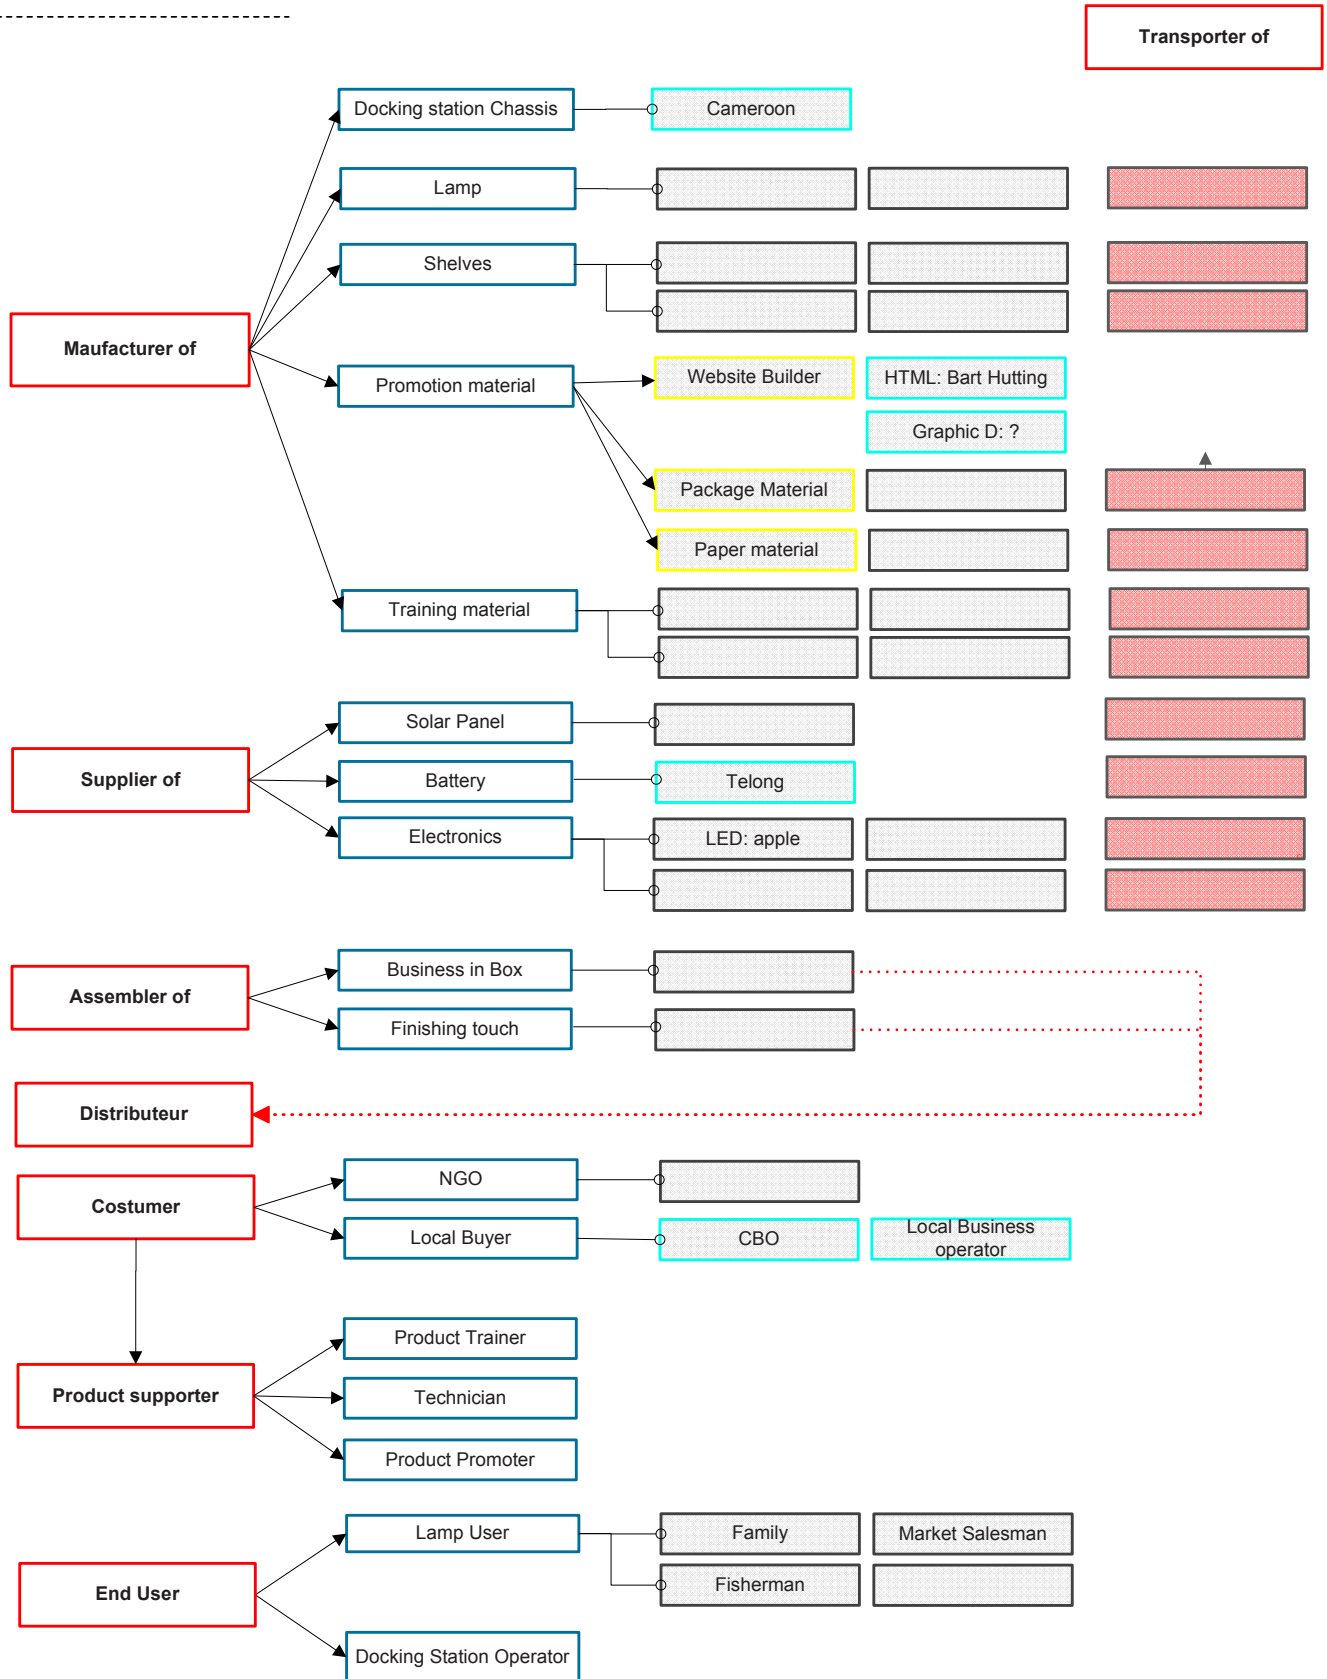 Transporter of
Docking station Chassis
Cameroon
Lamp
Shelves
Maufacturer of
Promotion material
Website Builder
HTML: Bart Hutting
Graphic D: ?
Package Material
Paper material
Training material
Solar Panel
Supplier of
Battery
Telong
Electronics
LED: apple
Business in Box
Assembler of
Finishing touch
Distributeur
NGO
Costumer
Local Buyer
CBO
Local Business
operator
Product Trainer
Product supporter
Technician
Product Promoter
Lamp User
Family
Market Salesman
Fisherman
End User
Docking Station Operator